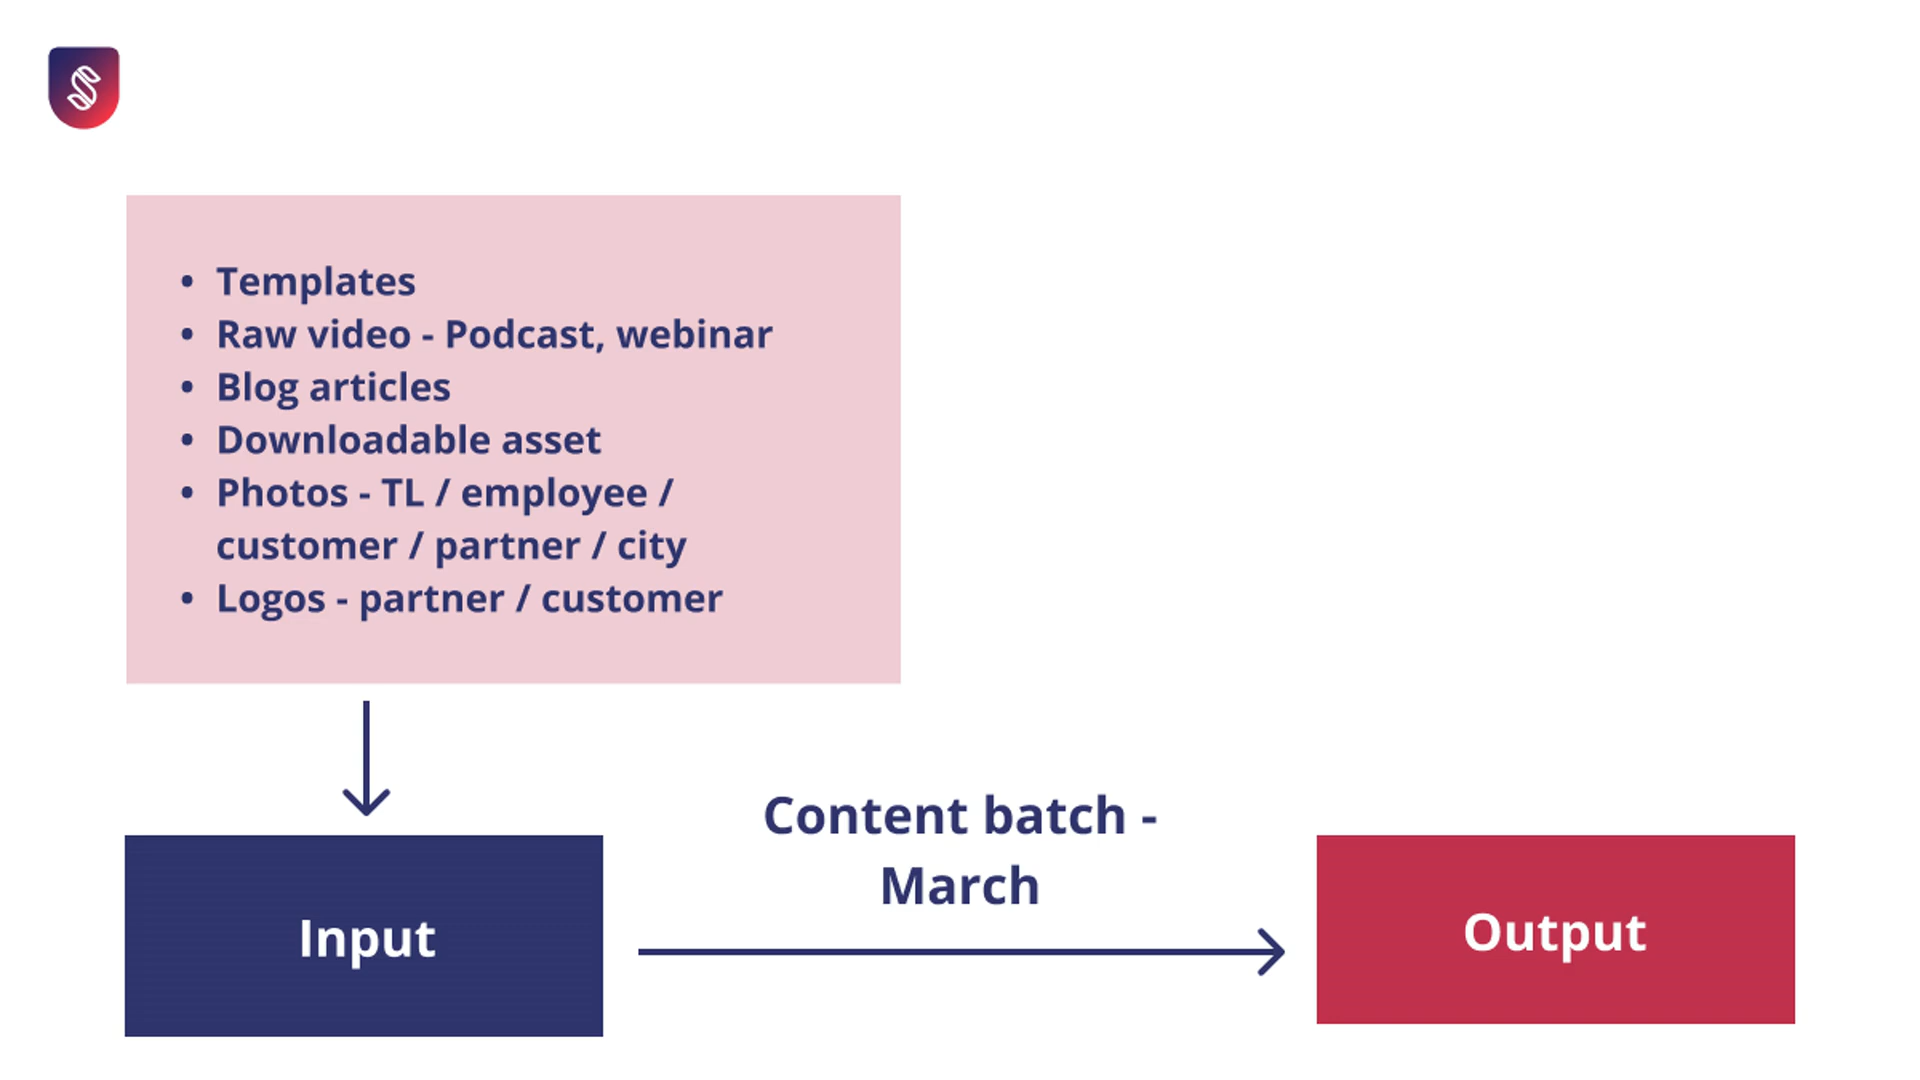 • Templates
• Raw video - Podcast, webinar
• Blog articles
• Downloadable asset
• Photos - TL / employee /
customer / partner / city
• Logos - partner / customer
Content batch -
March
Input
Output